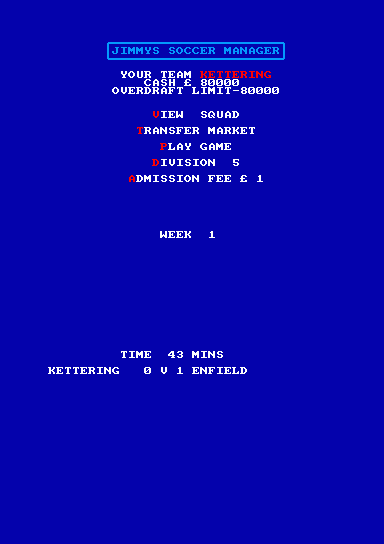 JIMMYS SOCCER MANAGER
YOUR TEAM KETTERING
CASH £ 80000
OVERDRAFT LIMIT-80000
VIEW SQUAD
TRANSFER MARKET
PLAY GAME
DIVISION 5
ADMISSION FEE £ 1
WEEK 1
TIME 43 MINS
KETTERING 0 V 1 ENFIELD